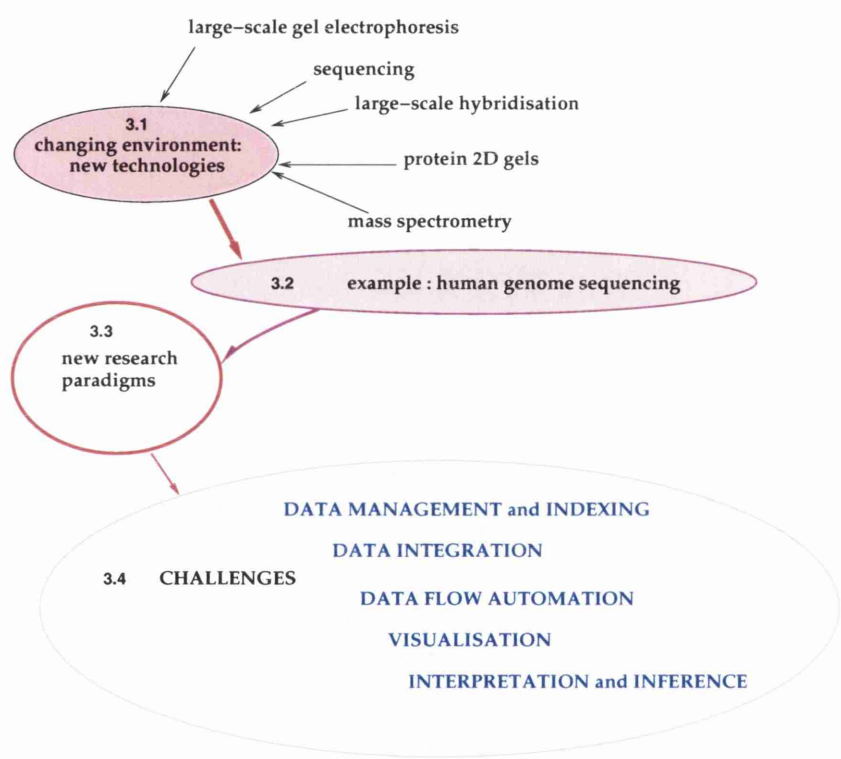 large–scale gel electrophoresis
sequencing
large–scale hybridisation
3.1
changing environment:
new technologies
protein 2D gels
mass spectrometry
3.2 example : human genome sequencing
3.3
new research
paradigms
DATA MANAGEMENT and INDEXING
DATA INTEGRATION
3.4 CHALLENGES
DATA FLOW AUTOMATION
VISUALISATION
INTERPRETATION and INFERENCE